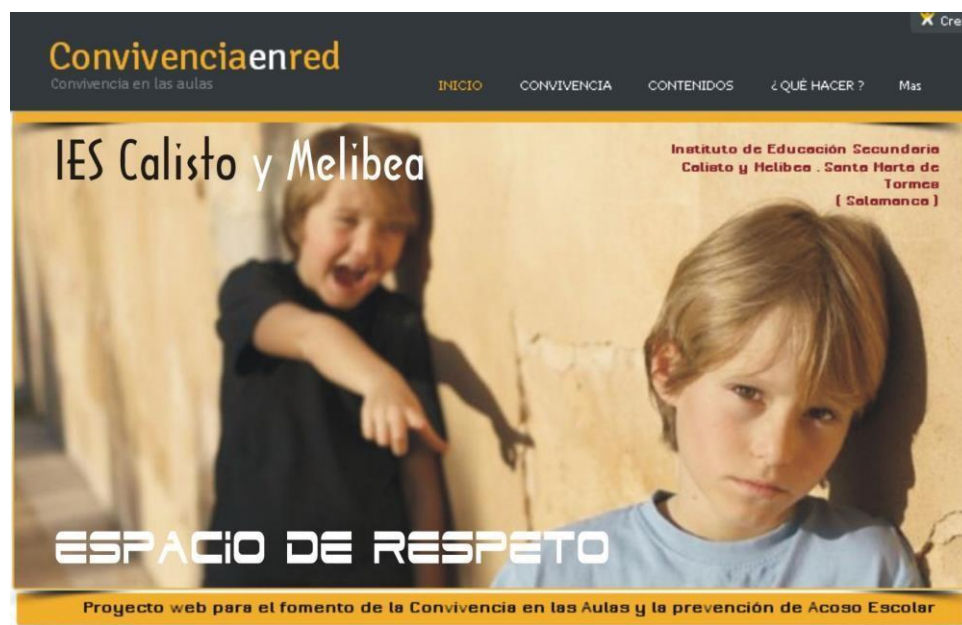 Cre
Convivenciaenred
Convivencia en las aulas
INICIO CONVIVENCIA CONTENIDOS ¿ QUÉ HACER ? Mas
IES Calisto y Melibea
Instituto de Educación Secundaria
Calisto y Melibea . Santa Marta de
Tormes
( Salamanca )
ESPACiO DE RESPETO
Proyecto web para el fomento de la Convivencia en las Aulas y la prevención de Acoso Escolar